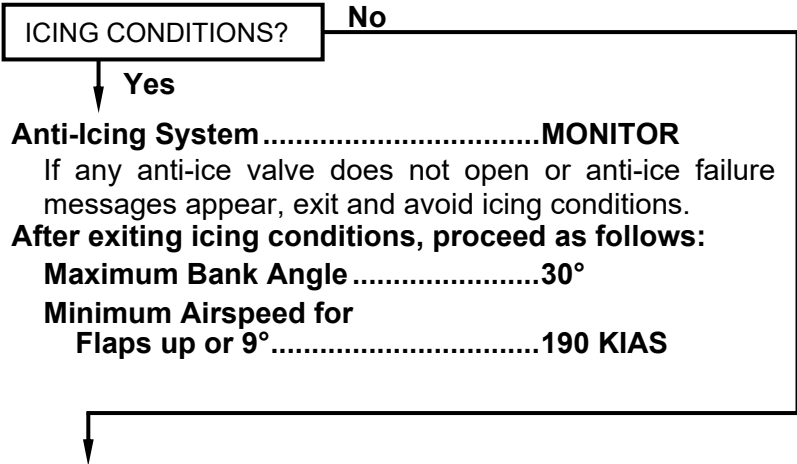 ICING CONDITIONS?
No
Yes
Anti-Icing System..................................MONITOR
If any anti-ice valve does not open or anti-ice failure
messages appear, exit and avoid icing conditions.
After exiting icing conditions, proceed as follows:
Maximum Bank Angle.......................30°
Minimum Airspeed for
Flaps up or 9°.................................190 KIAS